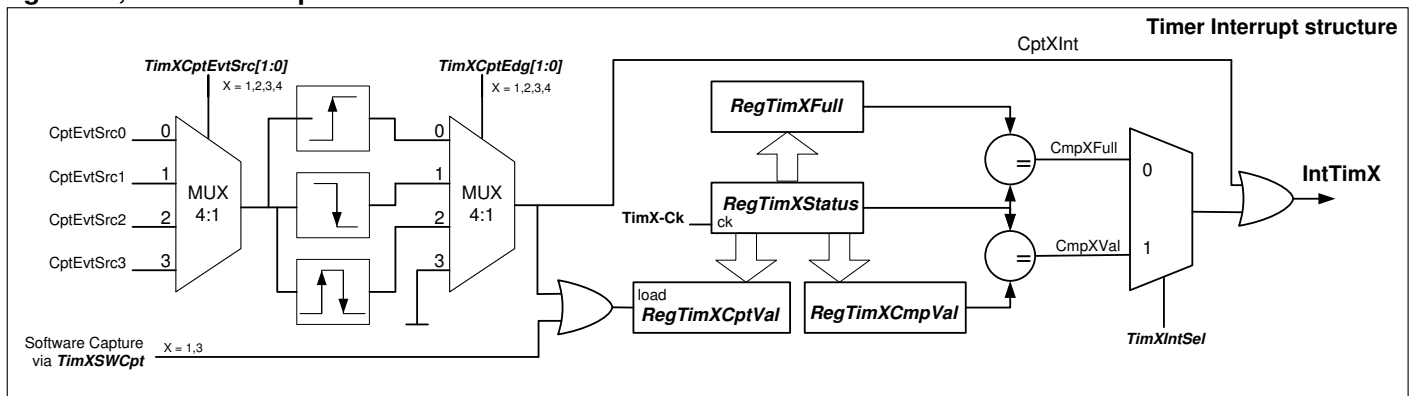 Timer Interrupt structure
CptXInt
TimXCptEvtSrc[1:0]
X = 1,2,3,4
TimXCptEdg[1:0]
X = 1,2,3,4
CptEvtSrc0
0
CptEvtSrc1
1
CptEvtSrc2
2
CptEvtSrc3
3
MUX
4:1
0
1
2
3
MUX
4:1
RegTimXFull
=
CmpXFull
0
IntTimX
TimX-Ck
RegTimXStatus
ck
=
CmpXVal
1
load
RegTimXCptVal
RegTimXCmpVal
TimXIntSel
Software Capture
via TimXSWCpt
X = 1,3